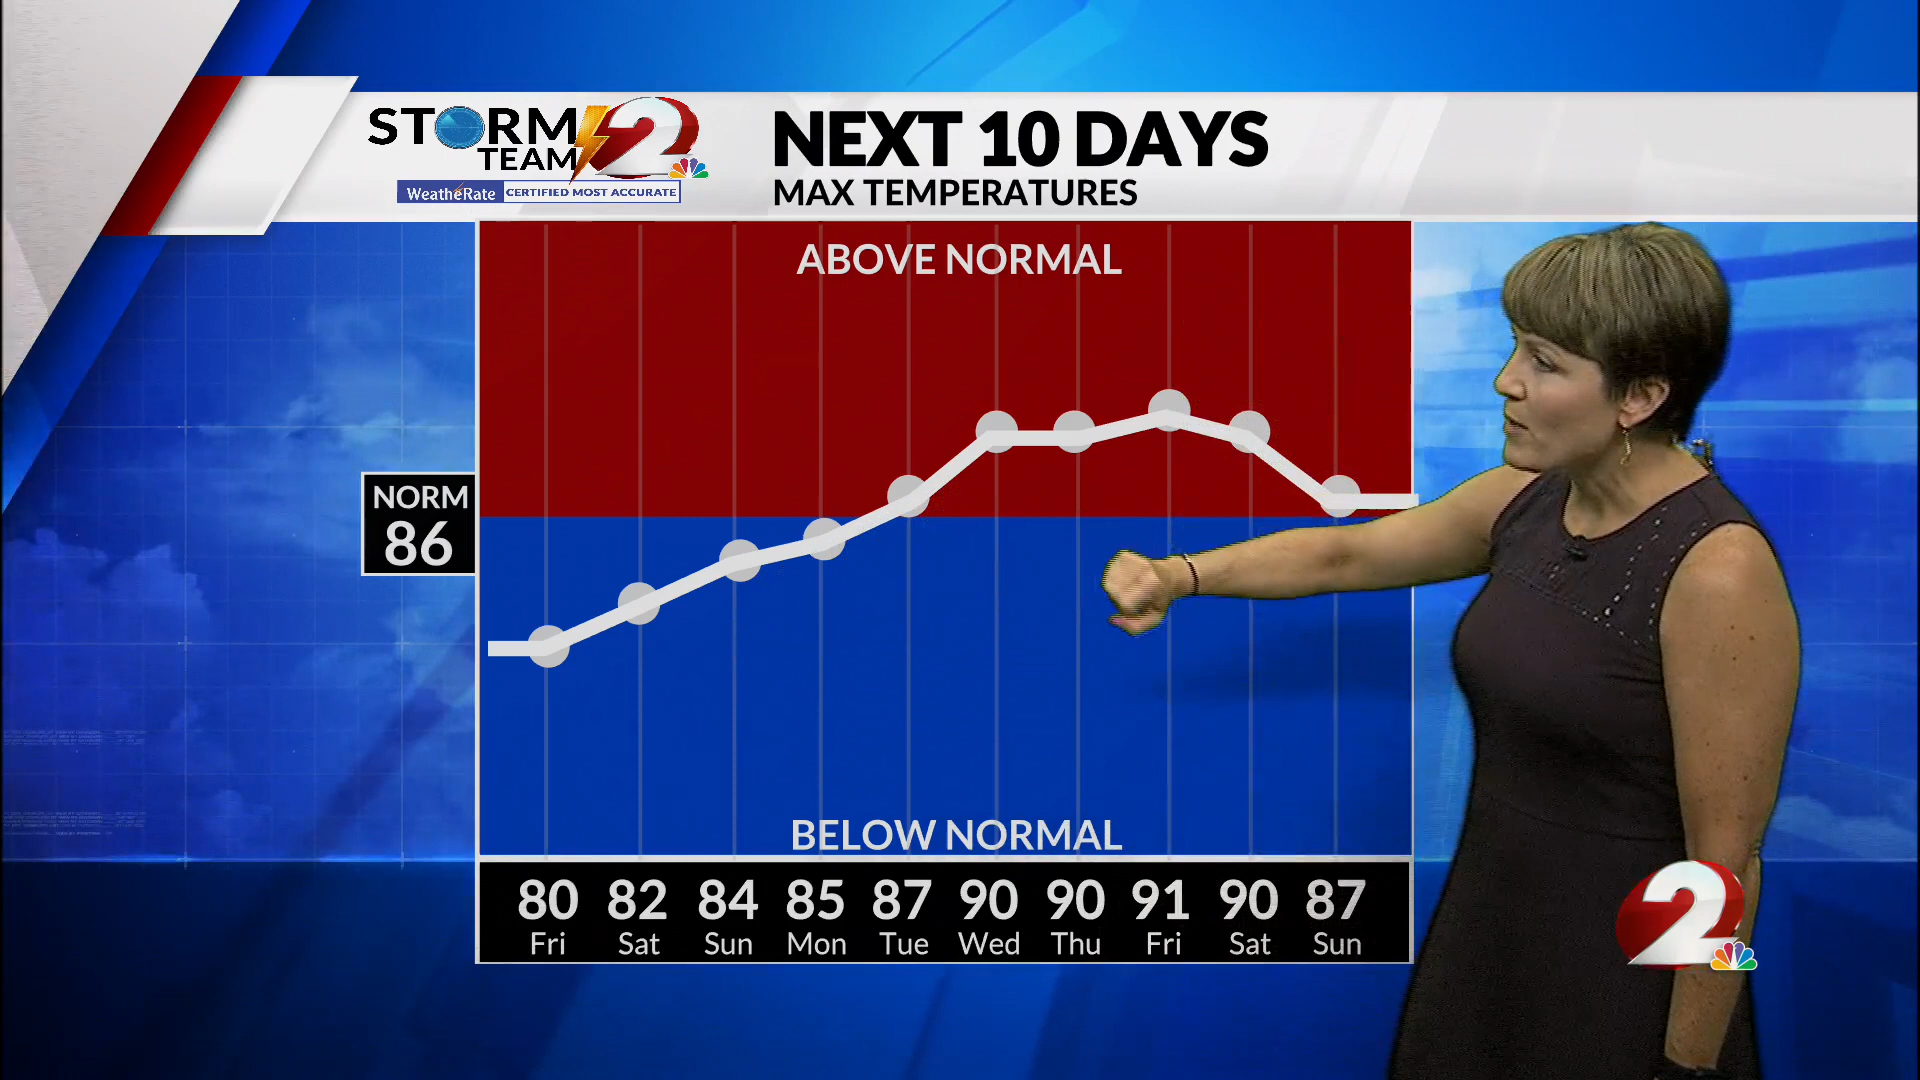 STORM
TEAM 2
WeatheRate CERTIFIED MOST ACCURATE
NEXT 10 DAYS
MAX TEMPERATURES
ABOVE NORMAL
NORM
86
BELOW NORMAL
80 82 84 85 87 90 90 91 90 87
Fri Sat Sun Mon Tue Wed Thu Fri Sat Sun
2